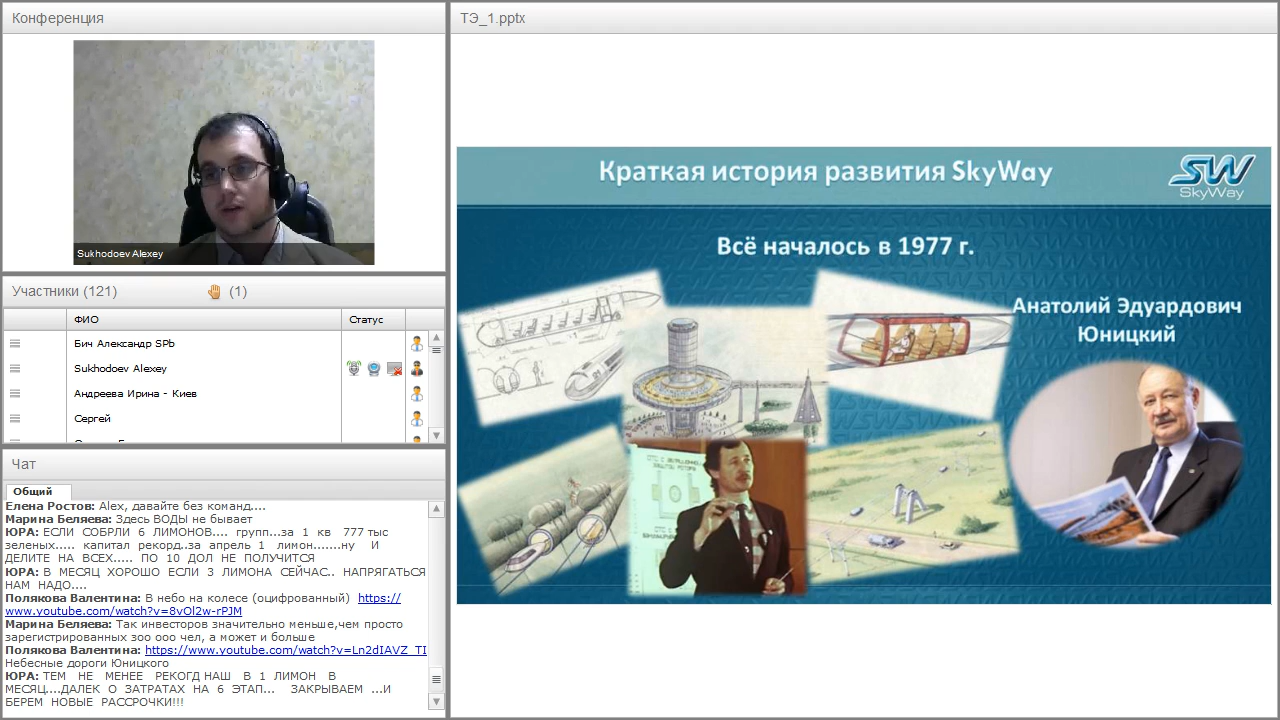 Конференция
Sukhodoev Alexey
Участники (121)
(1)
ФИО
Статус
Бич Александр SPb
Sukhodoev Alexey
Андреева Ирина - Киев
Сергей
Чат
Общий
Елена Ростов: Alex, давайте без команд....
Марина Беляева: Здесь ВОДЫ не бывает
ЮРА: ЕСЛИ СОБРЛИ 6 ЛИМОНОВ.... групп...за 1 кв 777 тыс
зеленых..... капитал рекорд..за апрель 1 лимон.......ну И
ДЕЛИТЕ НА ВСЕХ..... ПО 10 ДОЛ НЕ ПОЛУЧИТСЯ
ЮРА: В МЕСЯЦ ХОРОШО ЕСЛИ 3 ЛИМОНА СЕЙЧАС.. НАПРЯГАТЬСЯ
НАМ НАДО....
Полякова Валентина: В небо на колесе (оцифрованный) https://
www.youtube.com/watch?v=8vOl2w-rPJM
Марина Беляева: Так инвесторов значительно меньше,чем просто
зарегистрированных 3оо ооо чел, а может и больше
Полякова Валентина: https://www.youtube.com/watch?v=Ln2dIAVZ_TI
Небесные дороги Юницкого
ЮРА: ТЕМ НЕ МЕНЕЕ РЕКОГД НАШ В 1 ЛИМОН В
МЕСЯЦ....ДАЛЕК О ЗАТРАТАХ НА 6 ЭТАП... ЗАКРЫВАЕМ ...И
БЕРЕМ НОВЫЕ РАССРОЧКИ!!!
ТЭ_1.pptx
Краткая история развития SkyWay
SW
SkyWay
Всё началось в 1977 г.
Анатолий Эдуардович
Юницкий